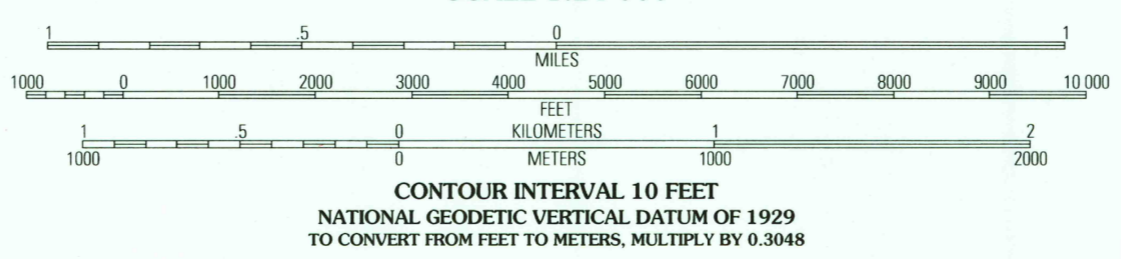 1 .5 0 1
MILES
1000 0 1000 2000 3000 4000 5000 6000 7000 8000 9000 10 000
FEET
1 .5 0 KILOMETERS 1 2
1000 0 METERS 1000 2000
CONTOUR INTERVAL 10 FEET
NATIONAL GEODETIC VERTICAL DATUM OF 1929
TO CONVERT FROM FEET TO METERS, MULTIPLY BY 0.3048